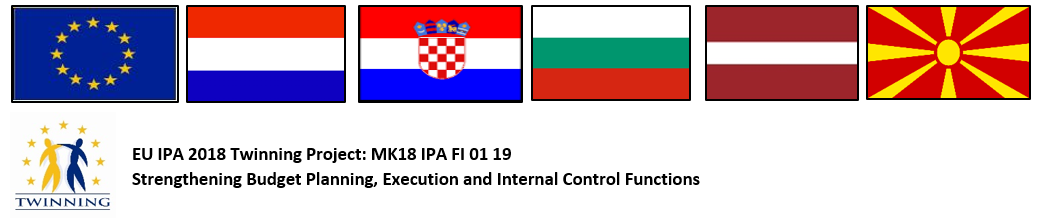 EU IPA 2018 Twinning Project: MK18 IPA FI 01 19
Strengthening Budget Planning, Execution and Internal Control Functions
TWINNING